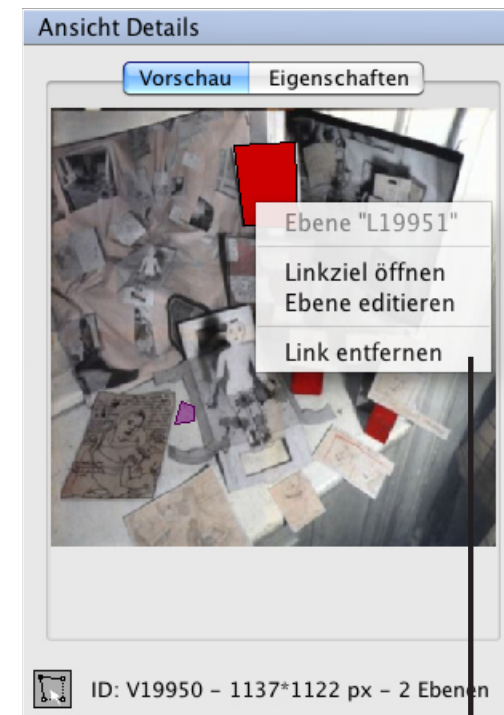 Ansicht Details
Vorschau Eigenschaften
Ebene "L19951"
Linkziel öffnen
Ebene editieren
Link entfernen
ID: V19950 – 1137*1122 px – 2 Ebenen